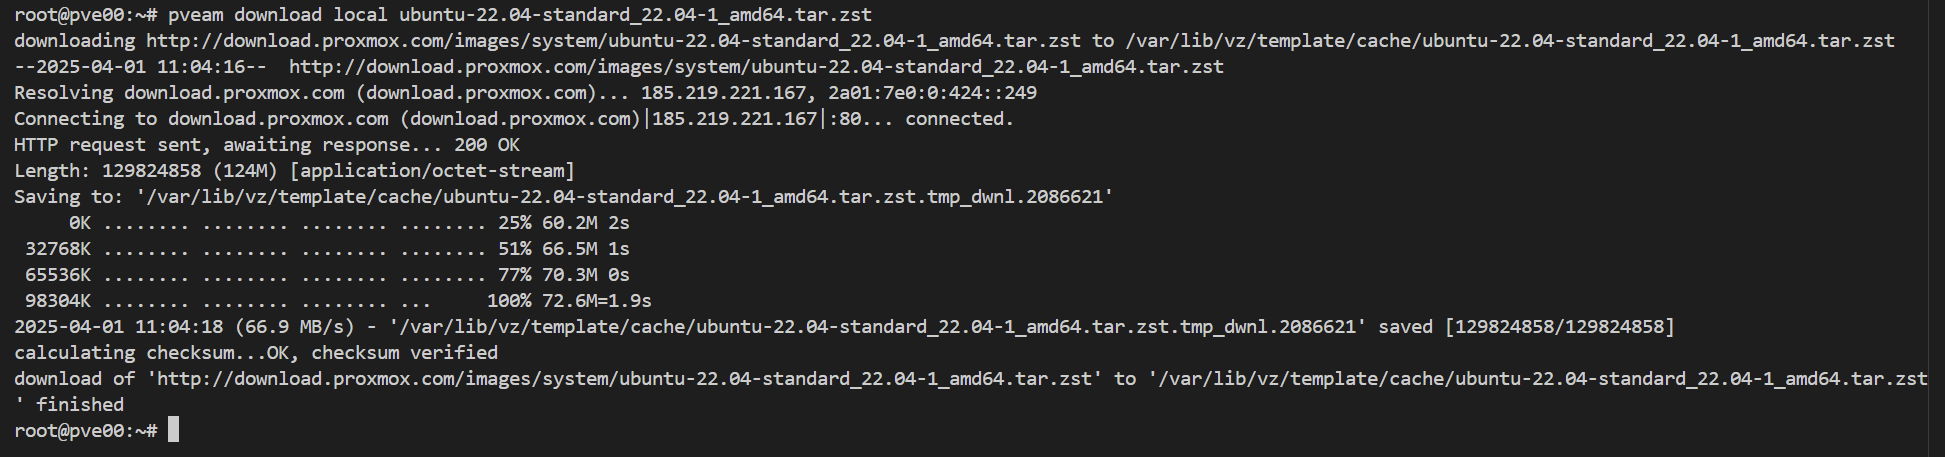 root@pve00:~# pveam download local ubuntu-22.04-standard_22.04-1_amd64.tar.zst
downloading http://download.proxmox.com/images/system/ubuntu-22.04-standard_22.04-1_amd64.tar.zst to /var/lib/vz/template/cache/ubuntu-22.04-standard_22.04-1_amd64.tar.zst
--2025-04-01 11:04:16--  http://download.proxmox.com/images/system/ubuntu-22.04-standard_22.04-1_amd64.tar.zst
Resolving download.proxmox.com (download.proxmox.com)... 185.219.221.167, 2a01:7e0:0:424::249
Connecting to download.proxmox.com (download.proxmox.com)|185.219.221.167|:80... connected.
HTTP request sent, awaiting response... 200 OK
Length: 129824858 (124M) [application/octet-stream]
Saving to: '/var/lib/vz/template/cache/ubuntu-22.04-standard_22.04-1_amd64.tar.zst.tmp_dwnl.2086621'
     0K ........ ........ ........ ........ 25% 60.2M 2s
 32768K ........ ........ ........ ........ 51% 66.5M 1s
 65536K ........ ........ ........ ........ 77% 70.3M 0s
 98304K ........ ........ ........ ...     100% 72.6M=1.9s
2025-04-01 11:04:18 (66.9 MB/s) - '/var/lib/vz/template/cache/ubuntu-22.04-standard_22.04-1_amd64.tar.zst.tmp_dwnl.2086621' saved [129824858/129824858]
calculating checksum...OK, checksum verified
download of 'http://download.proxmox.com/images/system/ubuntu-22.04-standard_22.04-1_amd64.tar.zst' to '/var/lib/vz/template/cache/ubuntu-22.04-standard_22.04-1_amd64.tar.zst
' finished
root@pve00:~#